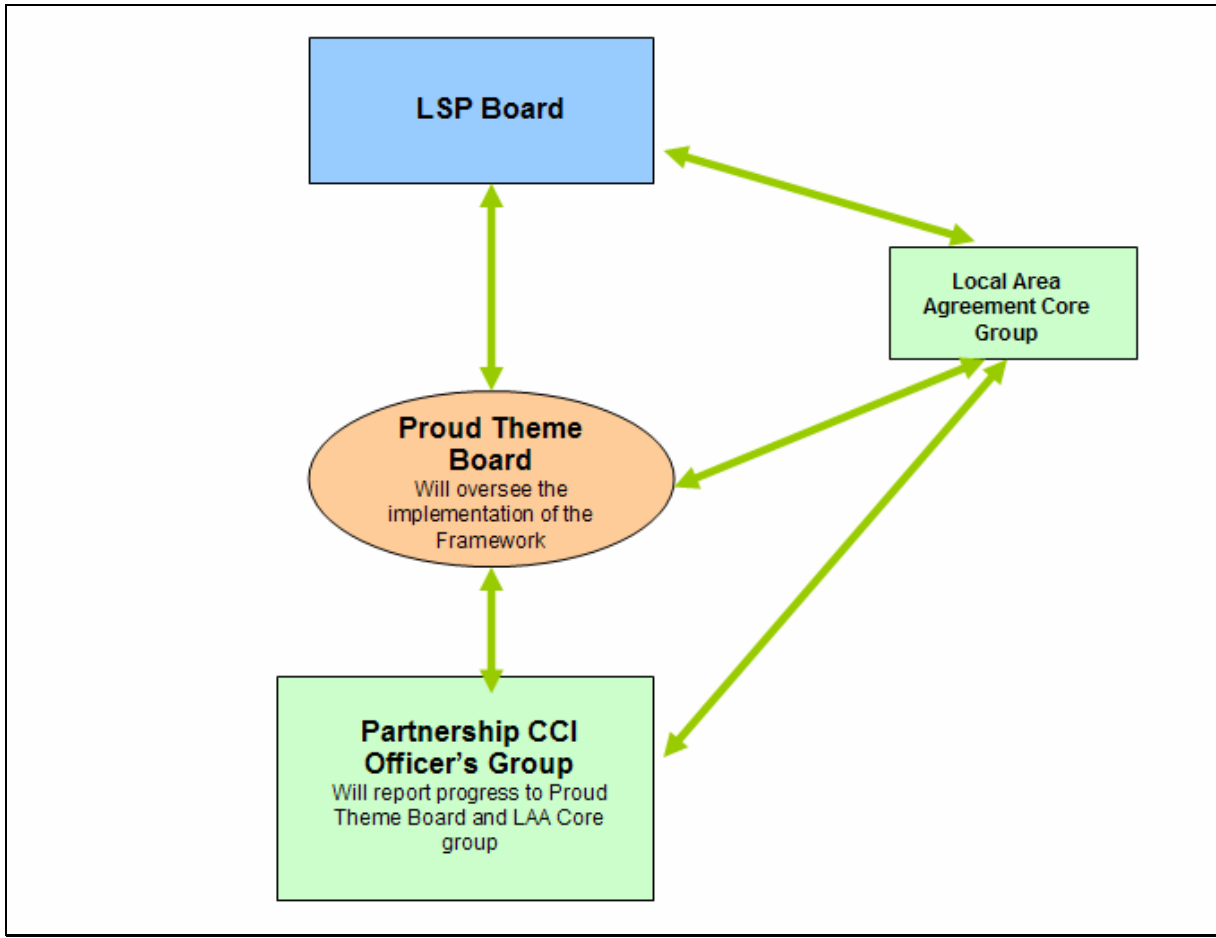 LSP Board
Local Area
Agreement Core
Group
Proud Theme
Board
Will oversee the
implementation of the
Framework
Partnership CCI
Officer’s Group
Will report progress to Proud
Theme Board and LAA Core
group